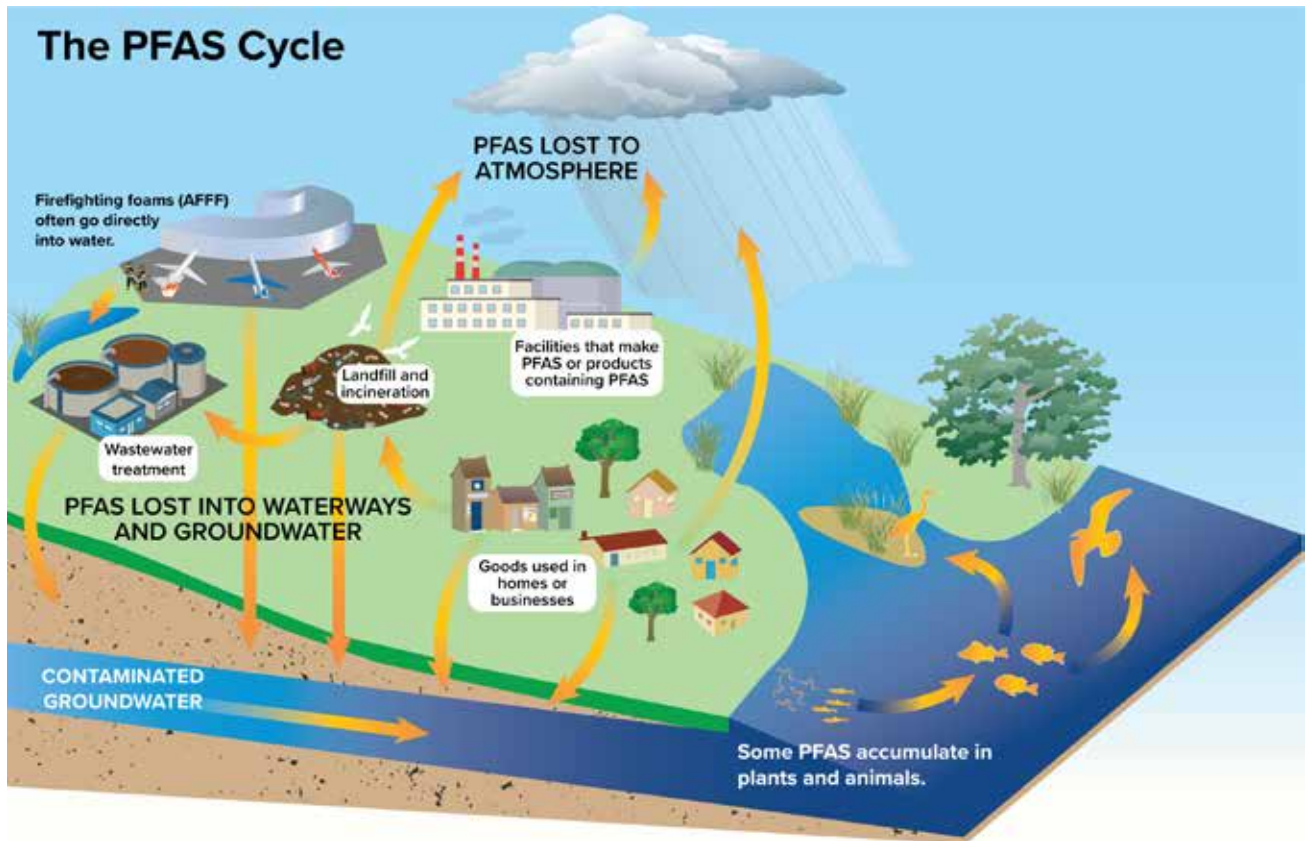 The PFAS Cycle
PFAS LOST TO
ATMOSPHERE
Firefighting foams (AFFF)
often go directly
into water.
Facilities that make
PFAS or products
containing PFAS
Landfill and
incineration
Wastewater
treatment
PFAS LOST INTO WATERWAYS
AND GROUNDWATER
Goods used in
homes or
businesses
CONTAMINATED
GROUNDWATER
Some PFAS accumulate in
plants and animals.